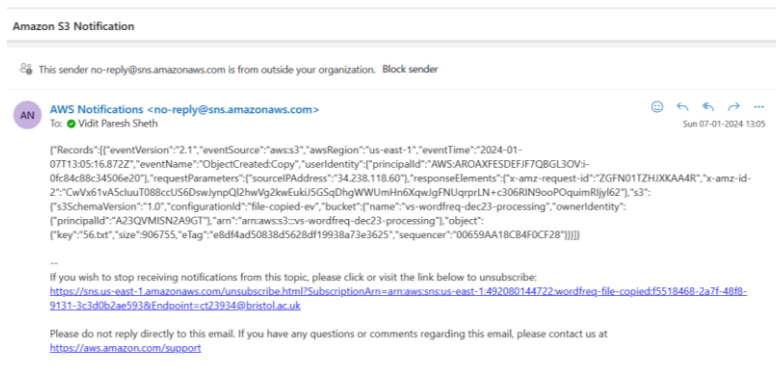 Amazon S3 Notification
This sender no-reply@sns.amazonaws.com is from outside your organization. Block sender
AN
AWS Notifications <no-reply@sns.amazonaws.com>
To: Vidit Paresh Sheth
Sun 07-01-2024 13:05
{"Records":[{"eventVersion":"2.1","eventSource":"aws:s3","awsRegion":"us-east-1","eventTime":"2024-01-
07T13:05:16.872Z","eventName":"ObjectCreated:Copy","userIdentity":{"principalId":"AWS:AROAXFESDEFJF7QBGL3OV:i-
0fc84c88c34506e20"},"requestParameters":{"sourceIPAddress":"34.238.118.60"},"responseElements":{"x-amz-request-id":"ZGFN01TZHJXKAA4R","x-amz-id-
2":"CwVx61vA5cluuT088ccUS6DswJynpQl2hwVg2kwEukiJ5GSqDhgWWUmHn6XqwJgFNUqrprLN+c306RIN9ooPOquimRljyl62"},"s3":
{"s3SchemaVersion":"1.0","configurationId":"file-copied-ev","bucket":{"name":"vs-wordfreq-dec23-processing","ownerIdentity":
{"principalId":"A23QVMISN2A9GT"},"arn":"arn:aws:s3:::vs-wordfreq-dec23-processing"},"object":
{"key":"56.txt","size":906755,"eTag":"e8df4ad50838d5628df19938a73e3625","sequencer":"00659AA18CB4F0CF28"}}}]}
--
If you wish to stop receiving notifications from this topic, please click or visit the link below to unsubscribe:
https://sns.us-east-1.amazonaws.com/unsubscribe.html?SubscriptionArn=arn:aws:sns:us-east-1:492080144722:wordfreq-file-copied:f5518468-2a7f-48f8-
9131-3c3d0b2ae593&Endpoint=ct23934@bristol.ac.uk
Please do not reply directly to this email. If you have any questions or comments regarding this email, please contact us at
https://aws.amazon.com/support